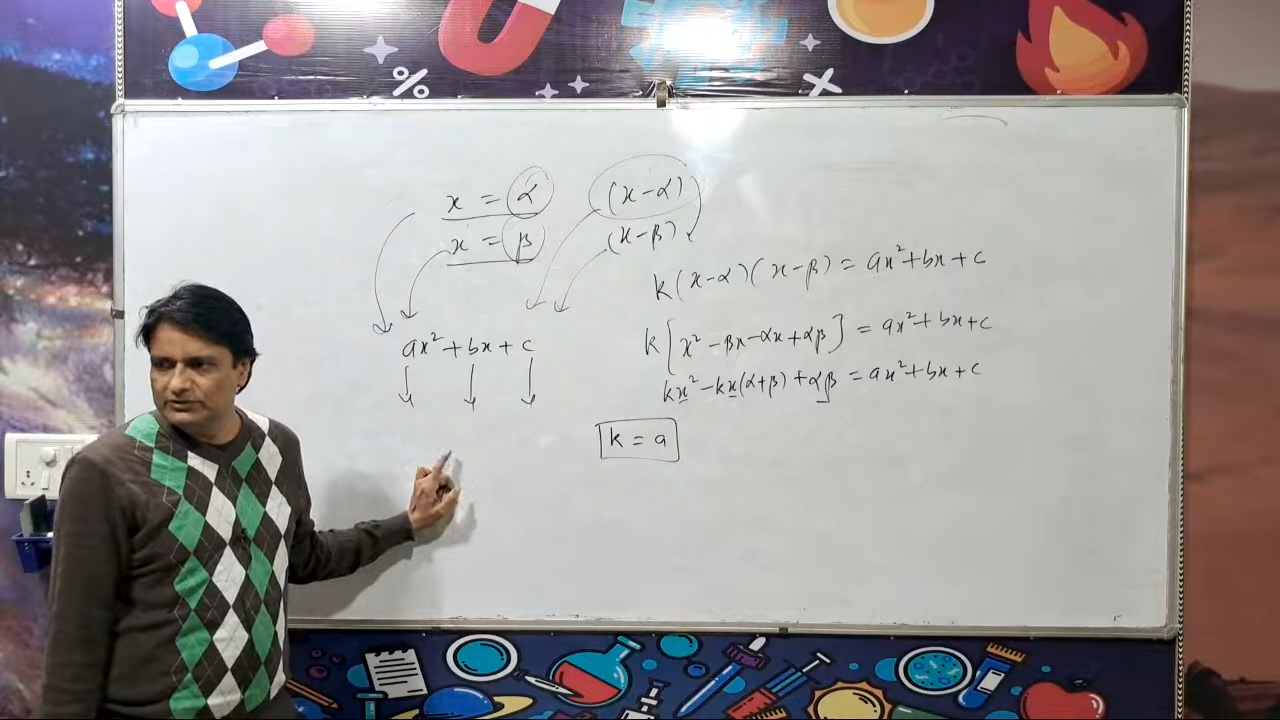 x = α (x-α)
x = β (x-β)
k(x-α)(x-β) = ax²+bx+c
k[x²-βx-αx+αβ] = ax²+bx+c
ax²+bx+c
kx²-kx(α+β)+αβ = ax²+bx+c
k = a
%